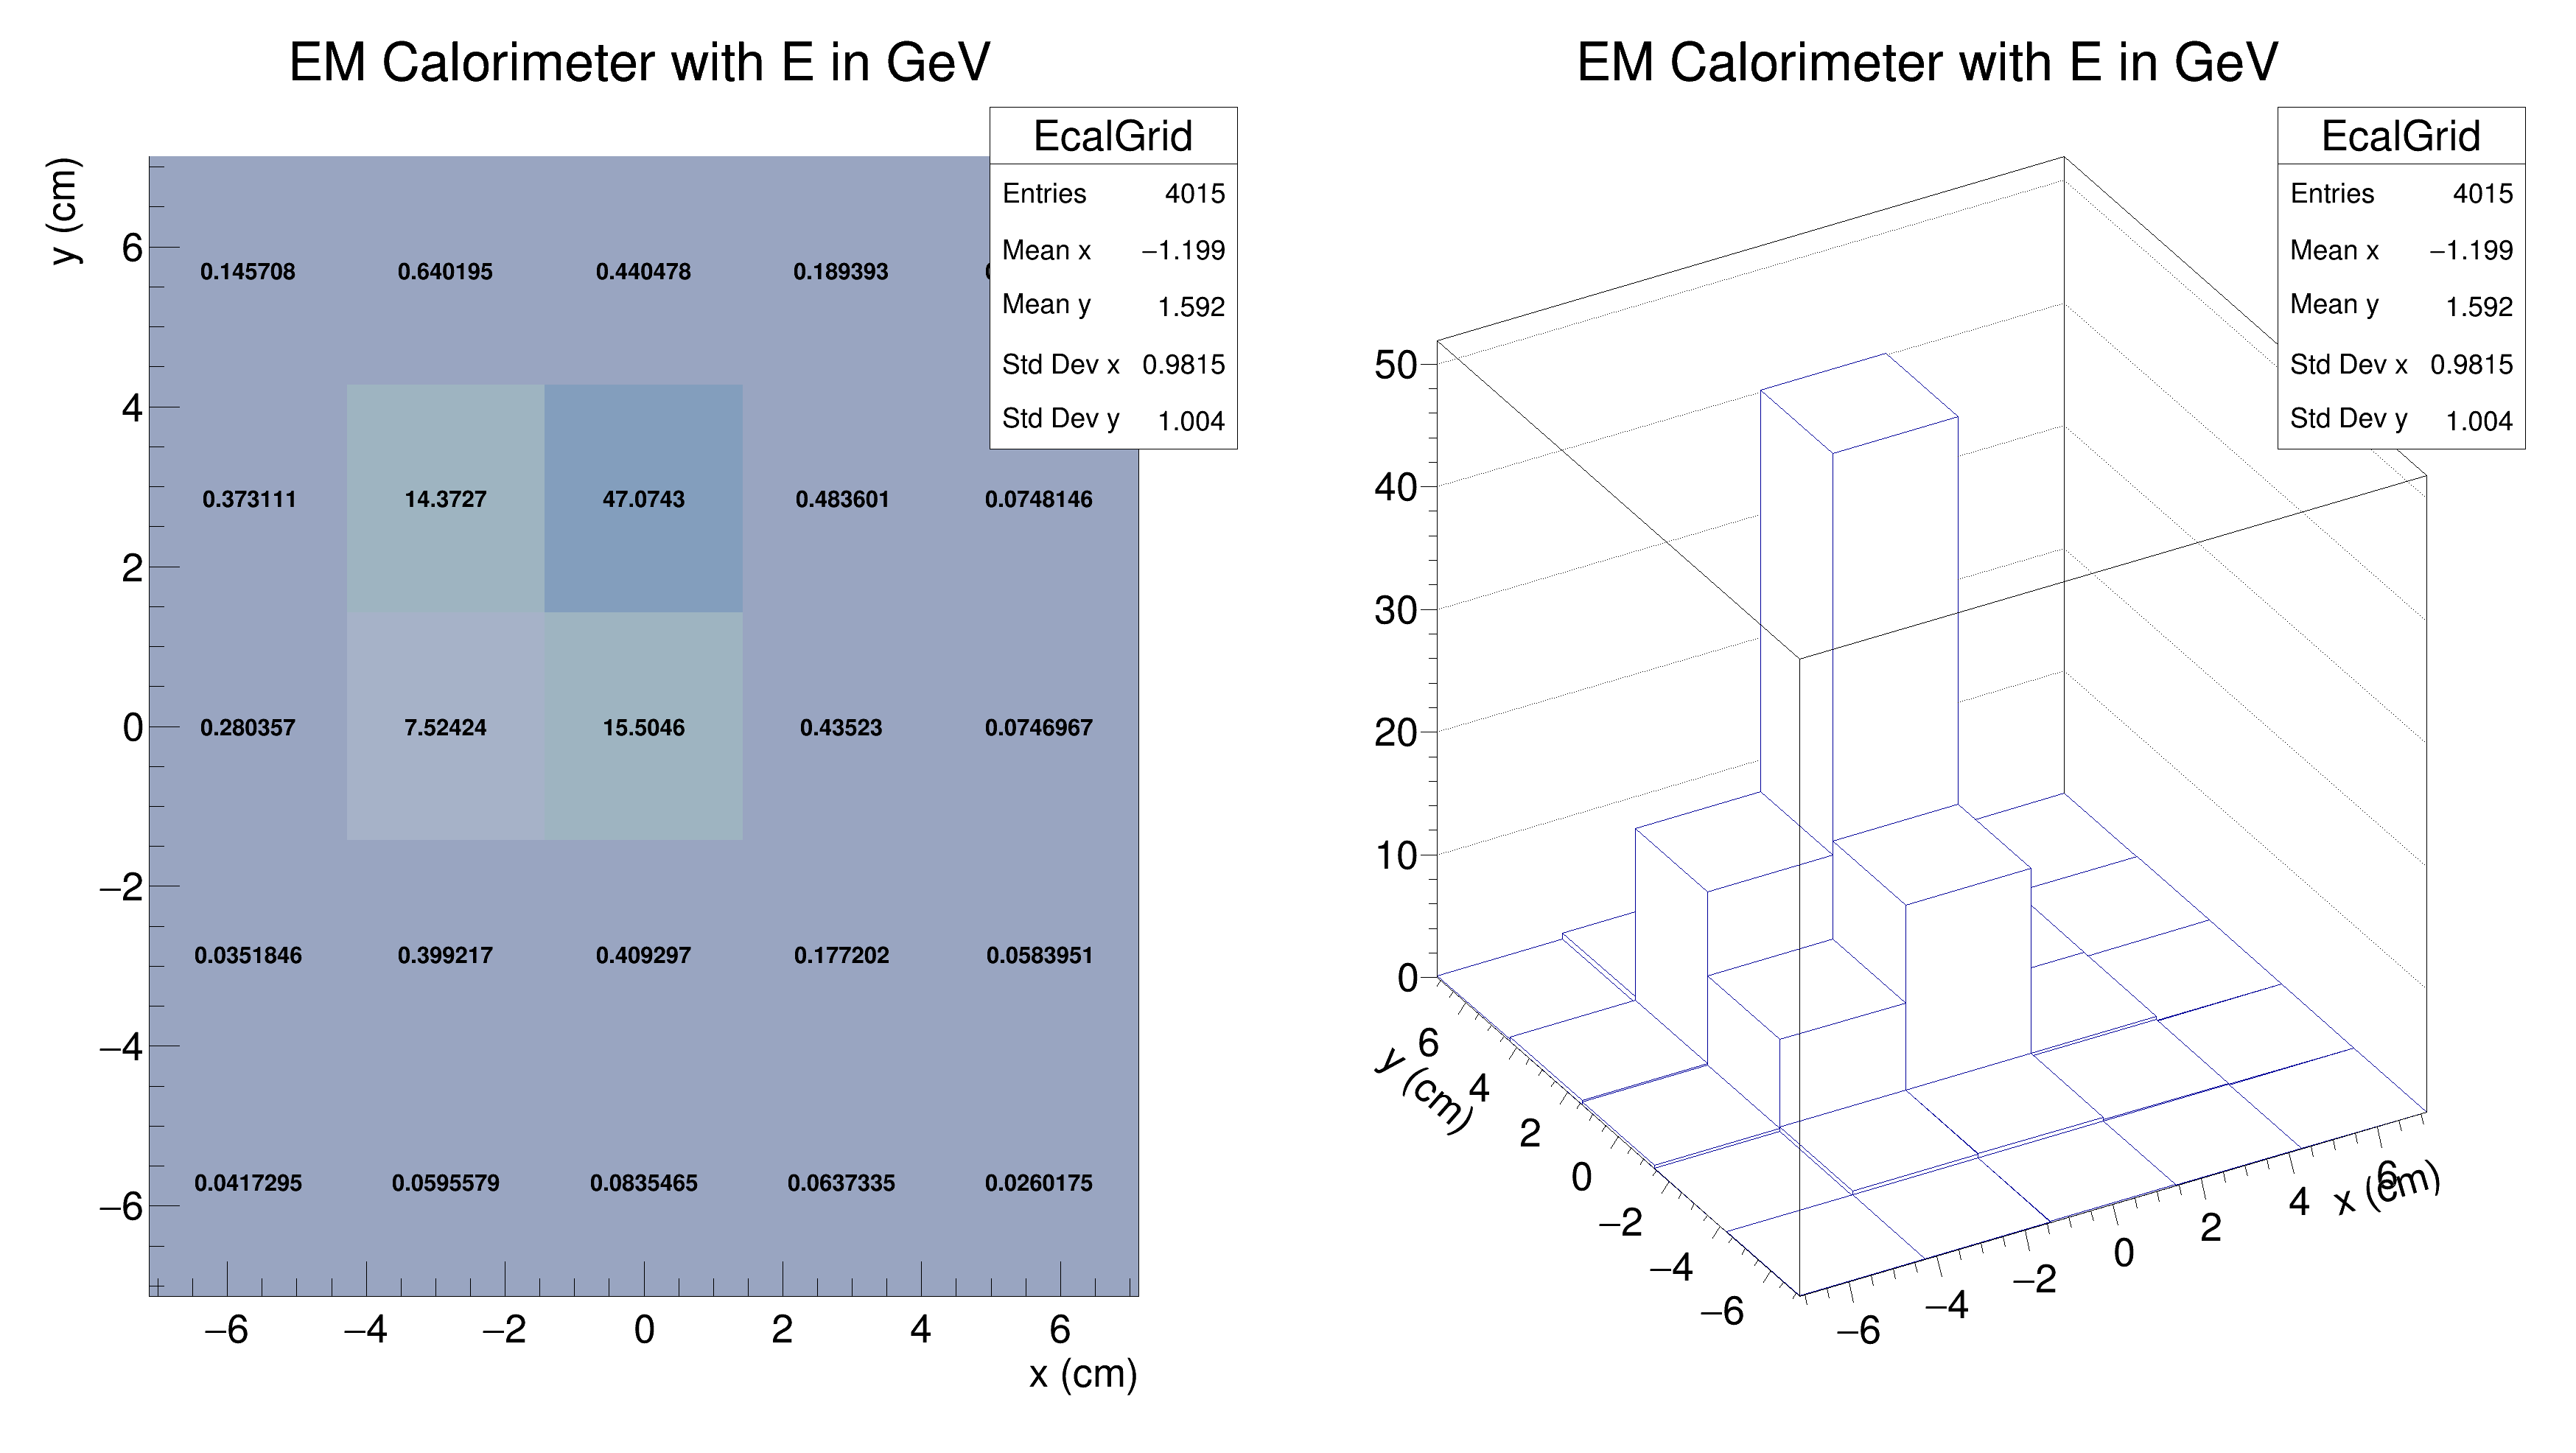 EM Calorimeter with E in GeV
EcalGrid
Entries 4015
Mean x −1.199
Mean y 1.592
Std Dev x 0.9815
Std Dev y 1.004
y (cm)
6
4
2
0
−2
−4
−6
0.145708 0.640195 0.440478 0.189393
0.373111 14.3727 47.0743 0.483601 0.0748146
0.280357 7.52424 15.5046 0.43523 0.0746967
0.0351846 0.399217 0.409297 0.177202 0.0583951
0.0417295 0.0595579 0.0835465 0.0637335 0.0260175
−6 −4 −2 0 2 4 6
x (cm)
EM Calorimeter with E in GeV
EcalGrid
Entries 4015
Mean x −1.199
Mean y 1.592
Std Dev x 0.9815
Std Dev y 1.004
50
40
30
20
10
0
6
4
2
0
−2
−4
−6
y (cm)
−6 −4 −2 0 2 4 6
x (cm)